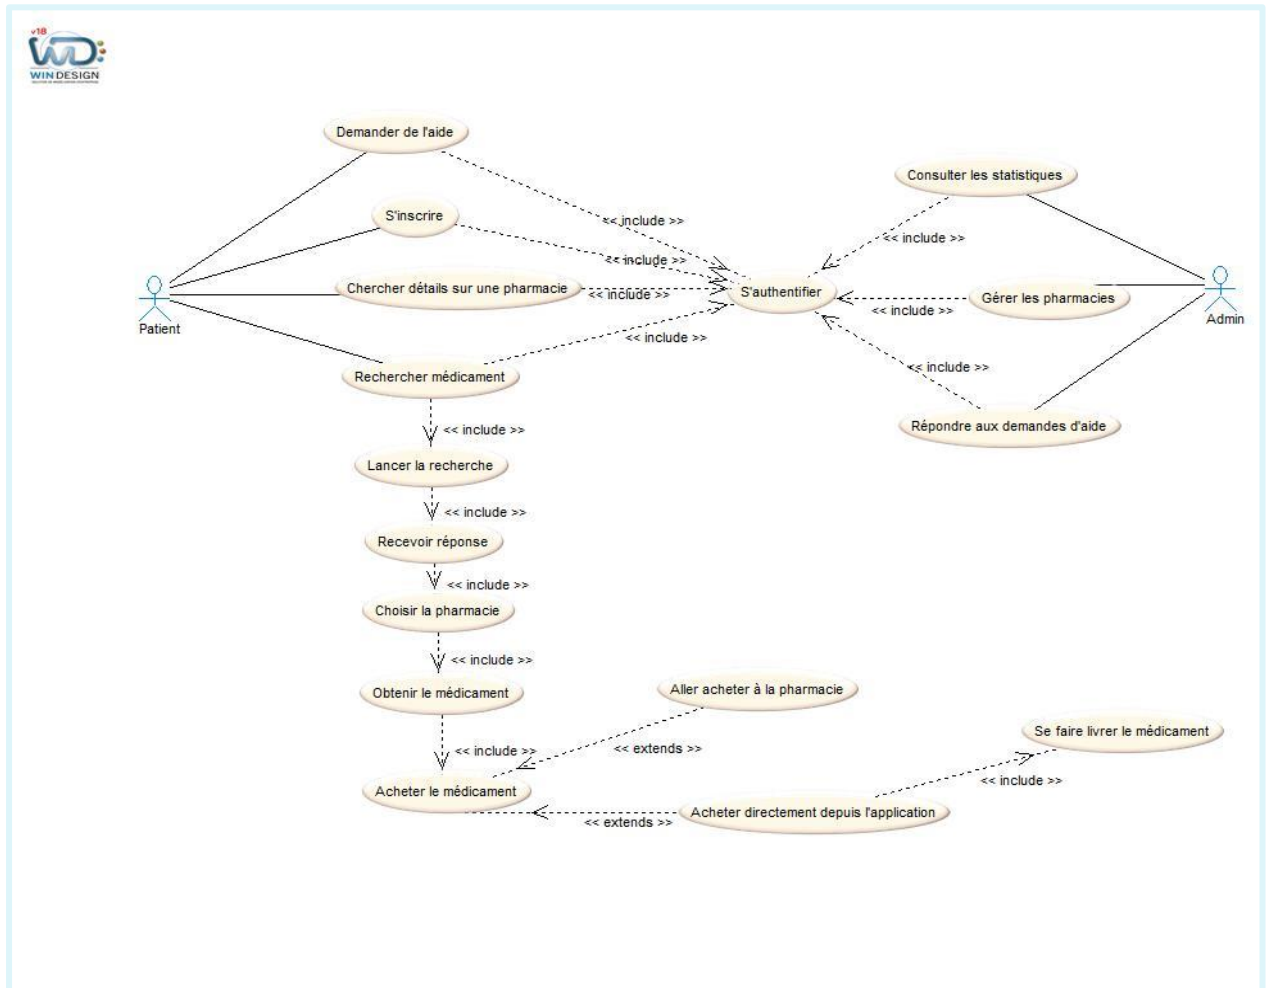 v18
WIN DESIGN
Demander de l'aide
Consulter les statistiques
S'inscrire
<< include >>
<< include >>
<< include >>
Chercher détails sur une pharmacie
<< include >>
S'authentifier
Gérer les pharmacies
<< include >>
Patient
Admin
<< include >>
<< include >>
Rechercher médicament
Répondre aux demandes d'aide
<< include >>
Lancer la recherche
<< include >>
Recevoir réponse
<< include >>
Choisir la pharmacie
<< include >>
Obtenir le médicament
Aller acheter à la pharmacie
Se faire livrer le médicament
<< include >>
<< extends >>
<< include >>
Acheter le médicament
Acheter directement depuis l'application
<< extends >>